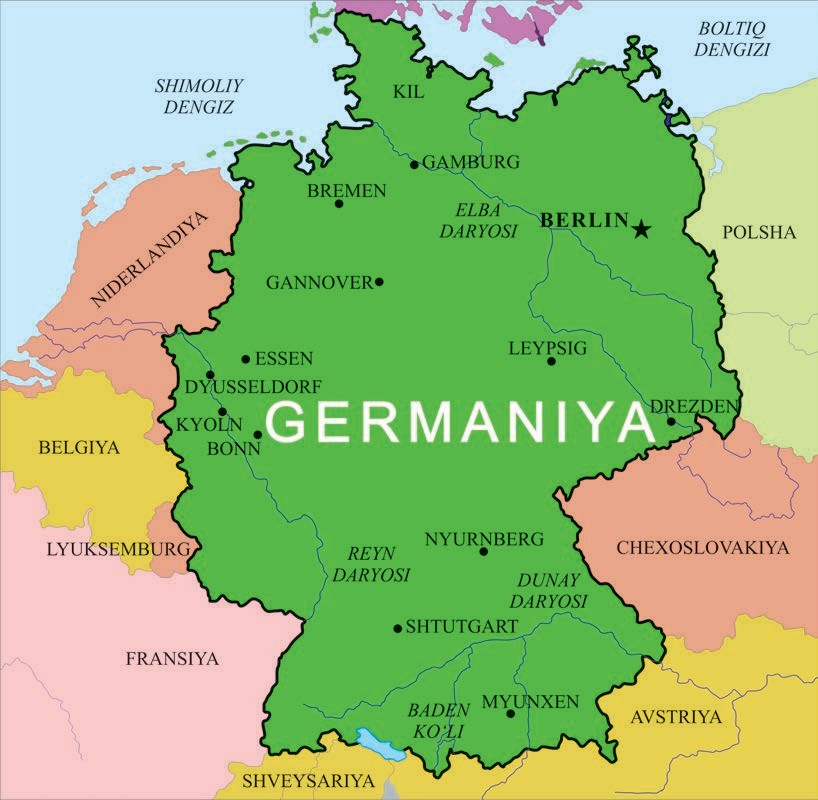 BOLTIQ
DENGIZI
SHIMOLIY
DENGIZ
KIL
GAMBURG
BREMEN
ELBA
DARYOSI
BERLIN
POLSHA
NIDERLANDIYA
GANNOVER
LEYPSIG
ESSEN
DYUSSELDORF
DREZDEN
KYOLN
GERMANIYA
BONN
BELGIYA
NYURNBERG
LYUKSEMBURG
CHEXOSLOVAKIYA
REYN
DARYOSI
DUNAY
DARYOSI
SHTUTGART
FRANSIYA
MYUNXEN
BADEN
KO‘LI
AVSTRIYA
SHVEYSARIYA